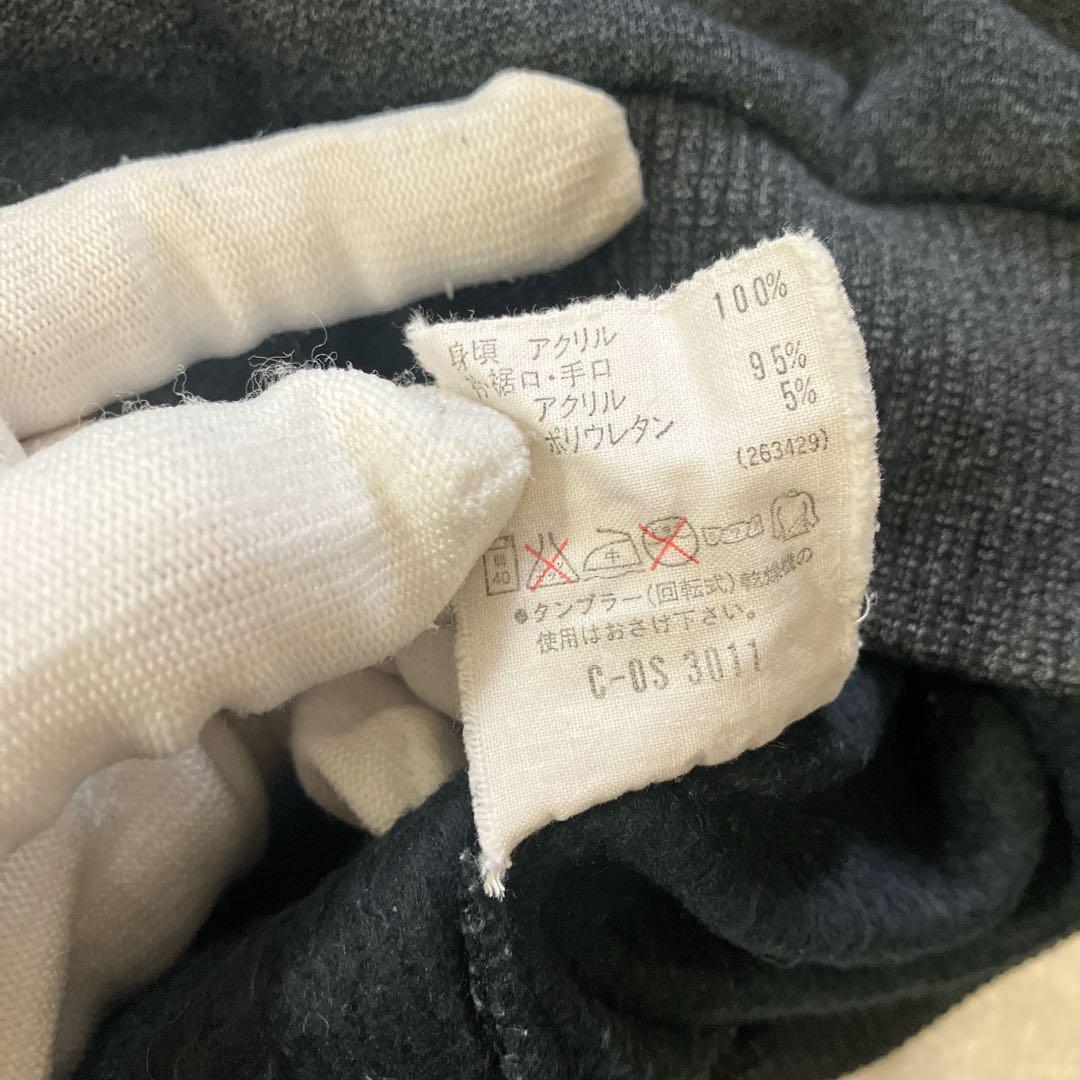 身頃 アクリル 100%
裾口・手口
アクリル 95%
ポリウレタン 5%
(263429)
40 中
●タンブラー(回転式)乾燥機の
使用はおさけ下さい。
C-OS 3011